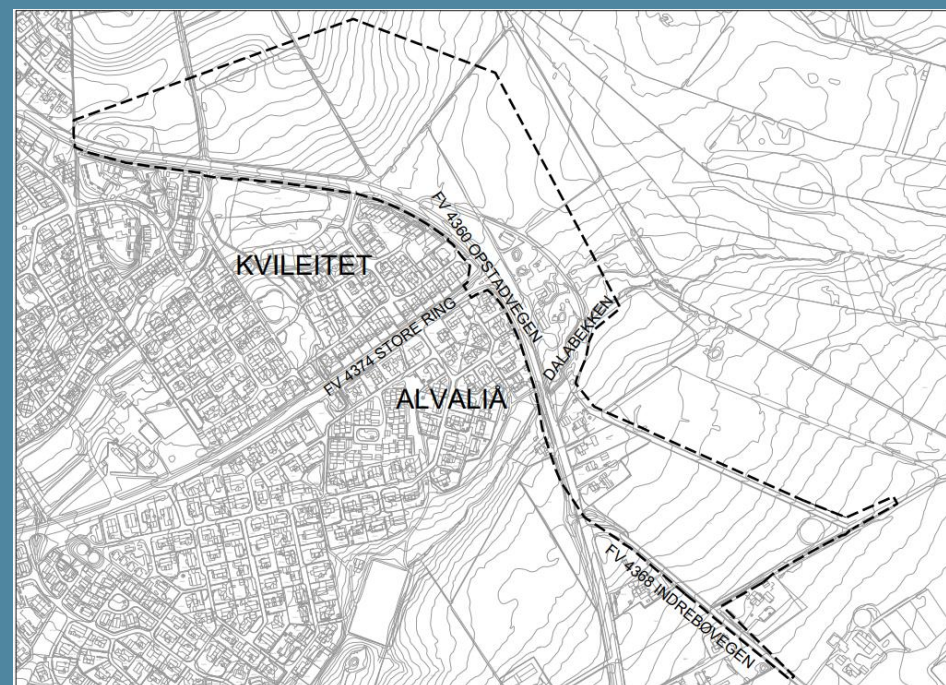 FV 4360 OPSTADVEGEN
KVILEITET
FV 4374 STORE RING
DALABEKKEN
ALVALIÅ
FV 4368 INDREBØVEGEN